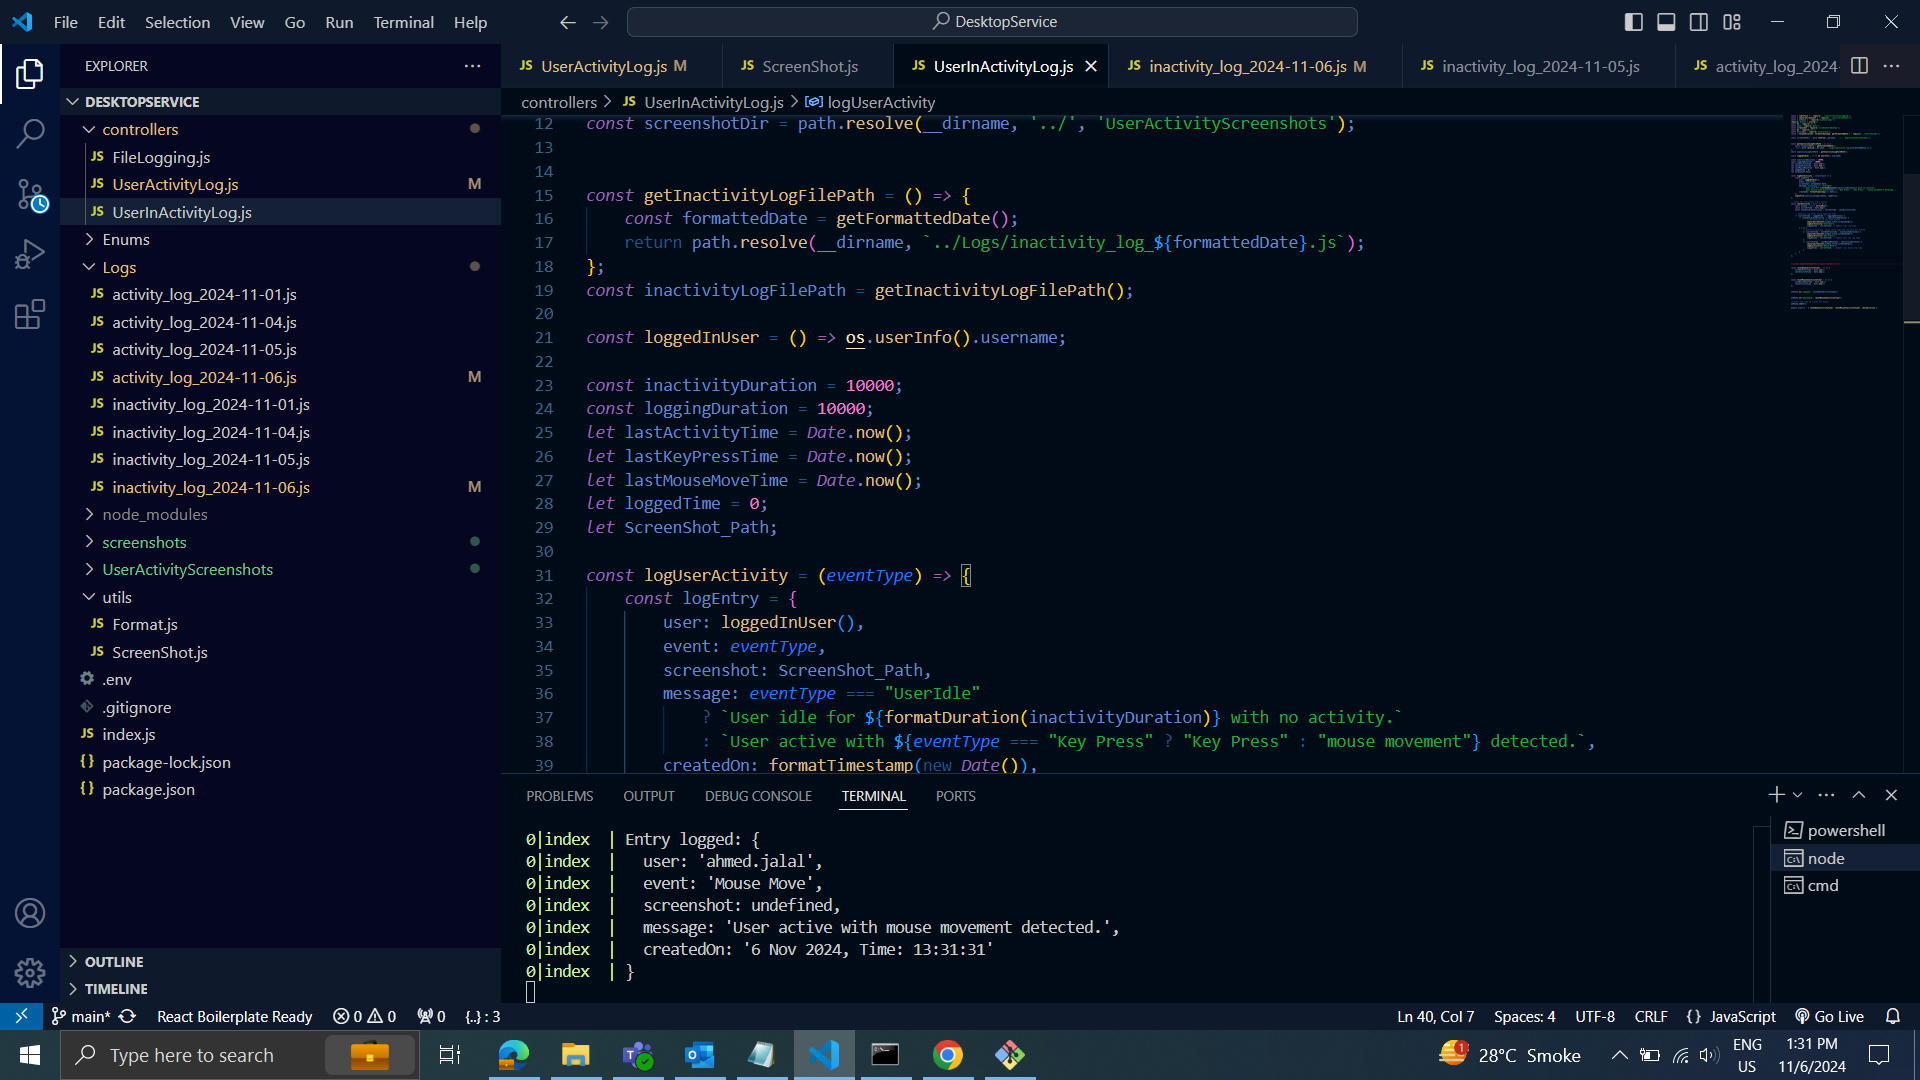 File Edit Selection View Go Run Terminal Help
DesktopService
EXPLORER
DESKTOPSERVICE
controllers
JS FileLogging.js
JS UserActivityLog.js M
JS UserInActivityLog.js
Enums
Logs
JS activity_log_2024-11-01.js
JS activity_log_2024-11-04.js
JS activity_log_2024-11-05.js
JS activity_log_2024-11-06.js M
JS inactivity_log_2024-11-01.js
JS inactivity_log_2024-11-04.js
JS inactivity_log_2024-11-05.js
JS inactivity_log_2024-11-06.js M
node_modules
screenshots
UserActivityScreenshots
utils
JS Format.js
JS ScreenShot.js
.env
.gitignore
JS index.js
{} package-lock.json
{} package.json
OUTLINE
TIMELINE
JS UserActivityLog.js M JS ScreenShot.js JS UserInActivityLog.js JS inactivity_log_2024-11-06.js M JS inactivity_log_2024-11-05.js JS activity_log_2024-
controllers > JS UserInActivityLog.js > logUserActivity
12 const screenshotDir = path.resolve(__dirname, '../', 'UserActivityScreenshots');
13
14
15 const getInactivityLogFilePath = () => {
16 const formattedDate = getFormattedDate();
17 return path.resolve(__dirname, `../Logs/inactivity_log_${formattedDate}.js`);
18 };
19 const inactivityLogFilePath = getInactivityLogFilePath();
20
21 const loggedInUser = () => os.userInfo().username;
22
23 const inactivityDuration = 10000;
24 const loggingDuration = 10000;
25 let lastActivityTime = Date.now();
26 let lastKeyPressTime = Date.now();
27 let lastMouseMoveTime = Date.now();
28 let loggedTime = 0;
29 let ScreenShot_Path;
30
31 const logUserActivity = (eventType) => {
32 const logEntry = {
33 user: loggedInUser(),
34 event: eventType,
35 screenshot: ScreenShot_Path,
36 message: eventType === "UserIdle"
37 ? `User idle for ${formatDuration(inactivityDuration)} with no activity.`
38 : `User active with ${eventType === "Key Press" ? "Key Press" : "mouse movement"} detected.`,
39 createdOn: formatTimestamp(new Date()),
PROBLEMS OUTPUT DEBUG CONSOLE TERMINAL PORTS
0|index | Entry logged: {
0|index | user: 'ahmed.jalal',
0|index | event: 'Mouse Move',
0|index | screenshot: undefined,
0|index | message: 'User active with mouse movement detected.',
0|index | createdOn: '6 Nov 2024, Time: 13:31:31'
0|index | }
powershell
node
cmd
main* React Boilerplate Ready 0 0 0 {..} : 3 Ln 40, Col 7 Spaces: 4 UTF-8 CRLF {} JavaScript Go Live
Type here to search
1 28°C Smoke
ENG
US
1:31 PM
11/6/2024